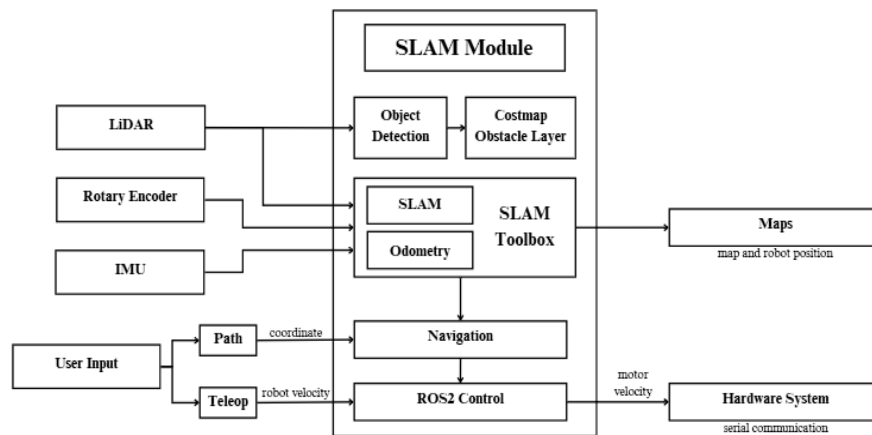 SLAM Module
LiDAR
Object
Detection
Costmap
Obstacle Layer
Rotary Encoder
SLAM
Odometry
SLAM
Toolbox
Maps
map and robot position
IMU
User Input
Path
coordinate
Navigation
Teleop
robot velocity
ROS2 Control
motor
velocity
Hardware System
serial communication